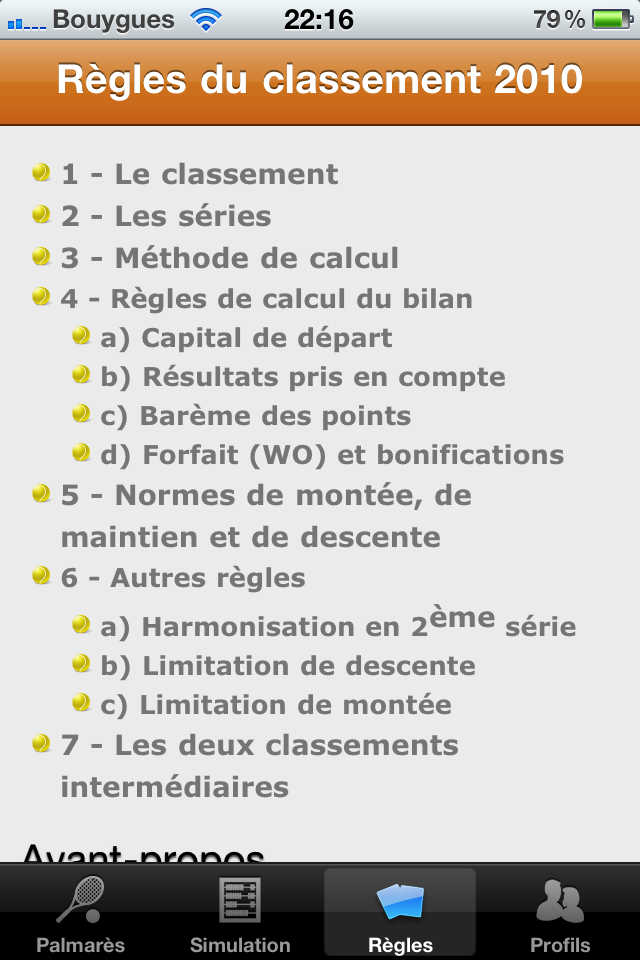 Bouygues 22:16 79 %
Règles du classement 2010
1 - Le classement
2 - Les séries
3 - Méthode de calcul
4 - Règles de calcul du bilan
a) Capital de départ
b) Résultats pris en compte
c) Barème des points
d) Forfait (WO) et bonifications
5 - Normes de montée, de
maintien et de descente
6 - Autres règles
a) Harmonisation en 2ème série
b) Limitation de descente
c) Limitation de montée
7 - Les deux classements
intermédiaires
Avant-propos
Palmarès Simulation Règles Profils